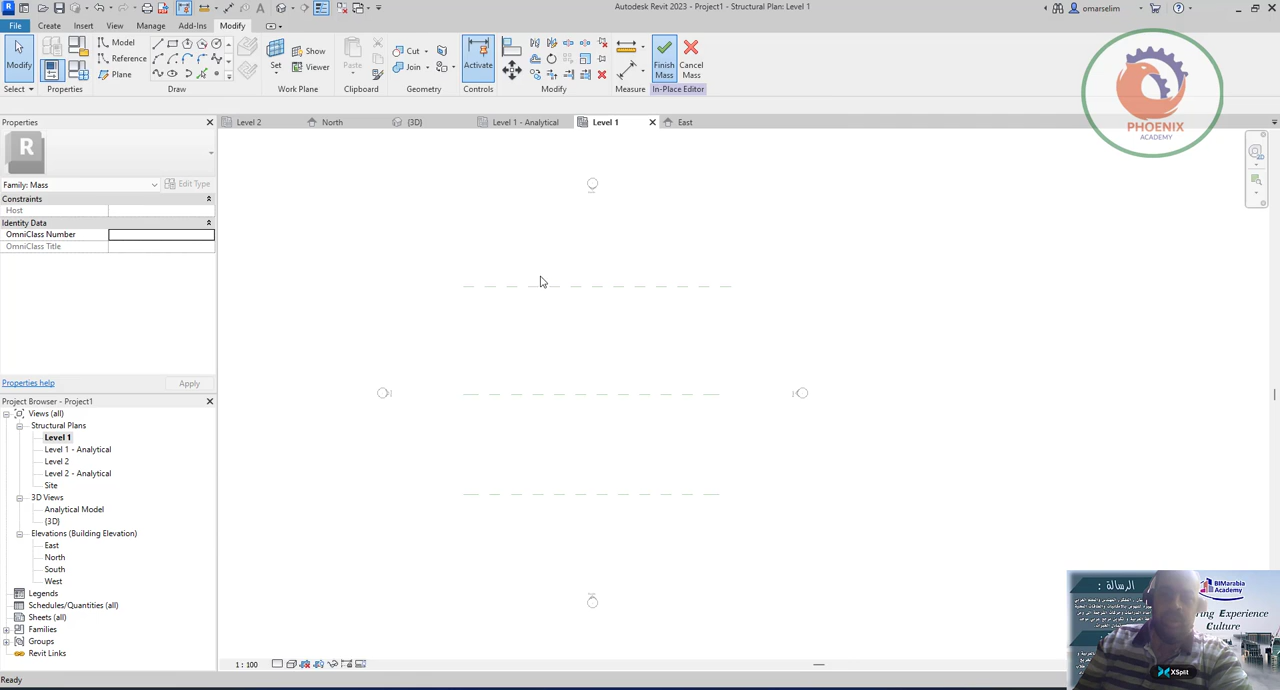 Autodesk Revit 2023 - Project1 - Structural Plan: Level 1
omarselim
File Create Insert View Manage Add-Ins Modify
Modify
Select
Properties
Model
Reference
Plane
Draw
Set
Show
Viewer
Work Plane
Paste
Clipboard
Cut
Join
Geometry
Activate
Controls
Modify
Measure
Finish Mass
Cancel Mass
In-Place Editor
PHOENIX
ACADEMY
Properties
R
Family: Mass
Edit Type
Constraints
Host
Identity Data
OmniClass Number
OmniClass Title
Properties help
Apply
Level 2
North
{3D}
Level 1 - Analytical
Level 1
East
Project Browser - Project1
Views (all)
Structural Plans
Level 1
Level 1 - Analytical
Level 2
Level 2 - Analytical
Site
3D Views
Analytical Model
{3D}
Elevations (Building Elevation)
East
North
South
West
Legends
Schedules/Quantities (all)
Sheets (all)
Families
Groups
Revit Links
1 : 100
Ready
الرسالة :
BIMarabia
Academy
ring Experience
Culture
XSplit